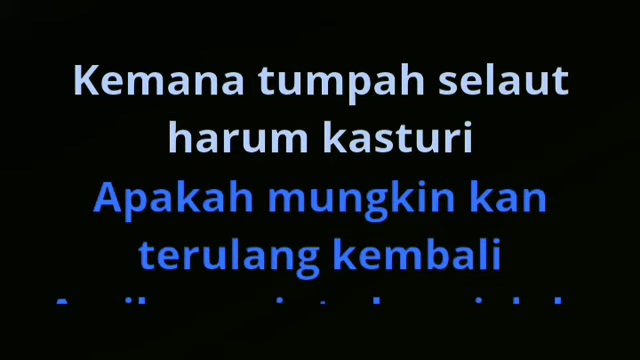 Kemana tumpah selaut
harum kasturi
Apakah mungkin kan
terulang kembali